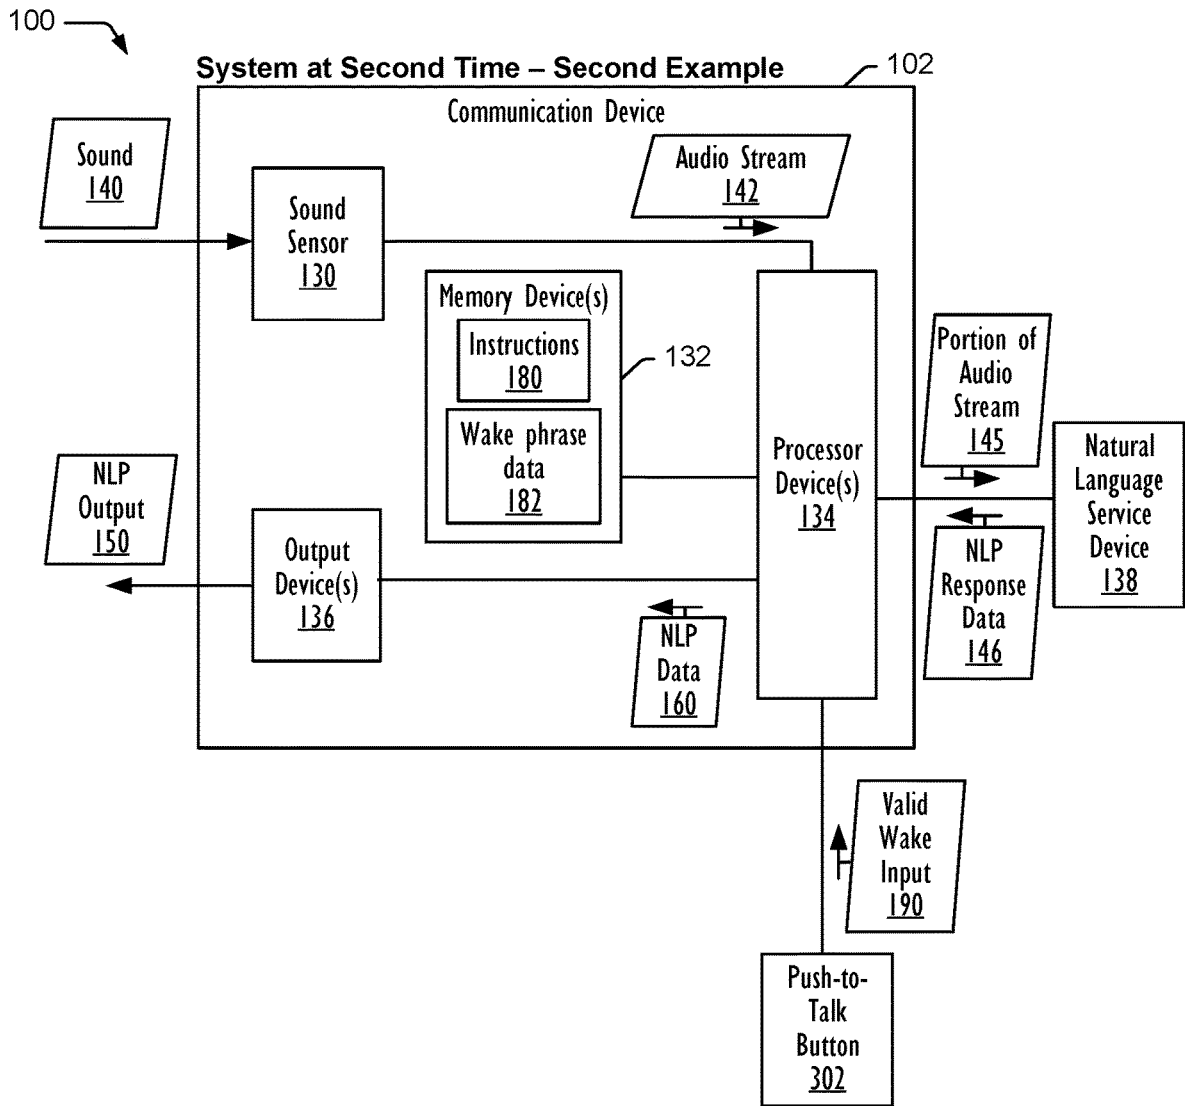 100
System at Second Time – Second Example
102
Communication Device
Sound
140
Sound
Sensor
130
Audio Stream
142
Memory Device(s)
Instructions
180
Wake phrase
data
182
132
Processor
Device(s)
134
Portion of
Audio
Stream
145
Natural
Language
Service
Device
138
NLP
Output
150
Output
Device(s)
136
NLP
Data
160
NLP
Response
Data
146
Valid
Wake
Input
190
Push-to-
Talk
Button
302